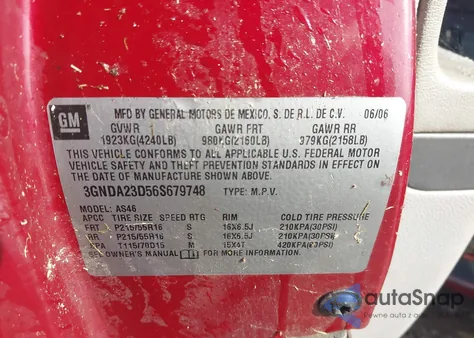 GM
MFD BY GENERAL MOTORS DE MEXICO, S. DE R.L. DE C.V. 06/06
GVWR GAWR FRT GAWR RR
1923KG(4240LB) 980KG(2160LB) 979KG(2158LB)
THIS VEHICLE CONFORMS TO ALL APPLICABLE U.S. FEDERAL MOTOR
VEHICLE SAFETY AND THEFT PREVENTION STANDARDS IN EFFECT ON
THE DATE OF MANUFACTURE SHOWN ABOVE.
3GNDA23D56S679748 TYPE: M.P.V.
MODEL: AS46
APCC TIRE SIZE SPEED RTG RIM COLD TIRE PRESSURE
FRT P215/55R16 S 16X6.5J 210KPA(30PSI)
RR P215/55R16 S 16X6.5J 210KPA(30PSI)
SPA T115/70D15 M 15X4T 420KPA
SEE OWNER'S MANUAL FOR MORE INFORMATION.
autoSnap
Pewne auto z